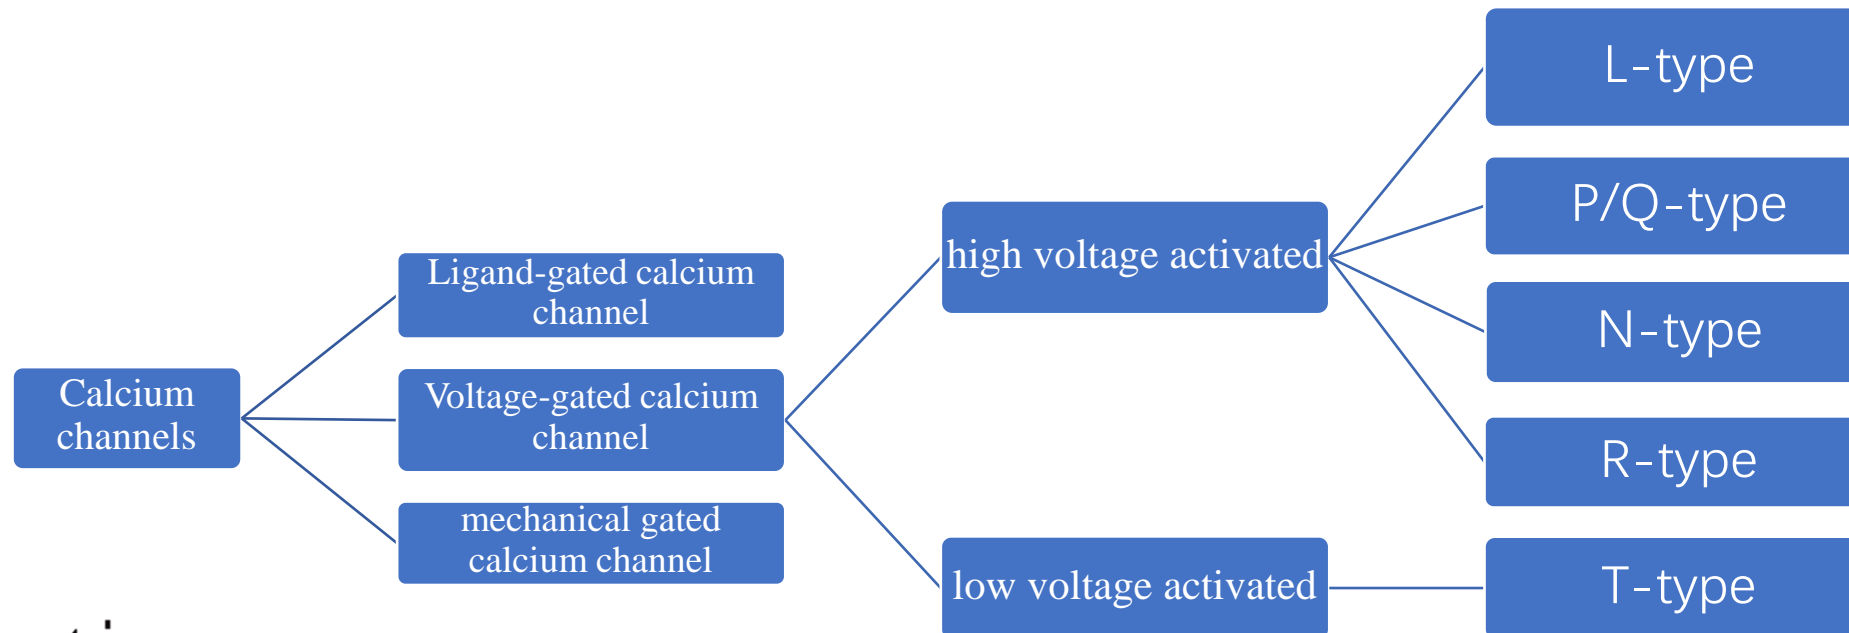 Calcium
channels
Ligand-gated calcium
channel
Voltage-gated calcium
channel
mechanical gated
calcium channel
high voltage activated
low voltage activated
L-type
P/Q-type
N-type
R-type
T-type